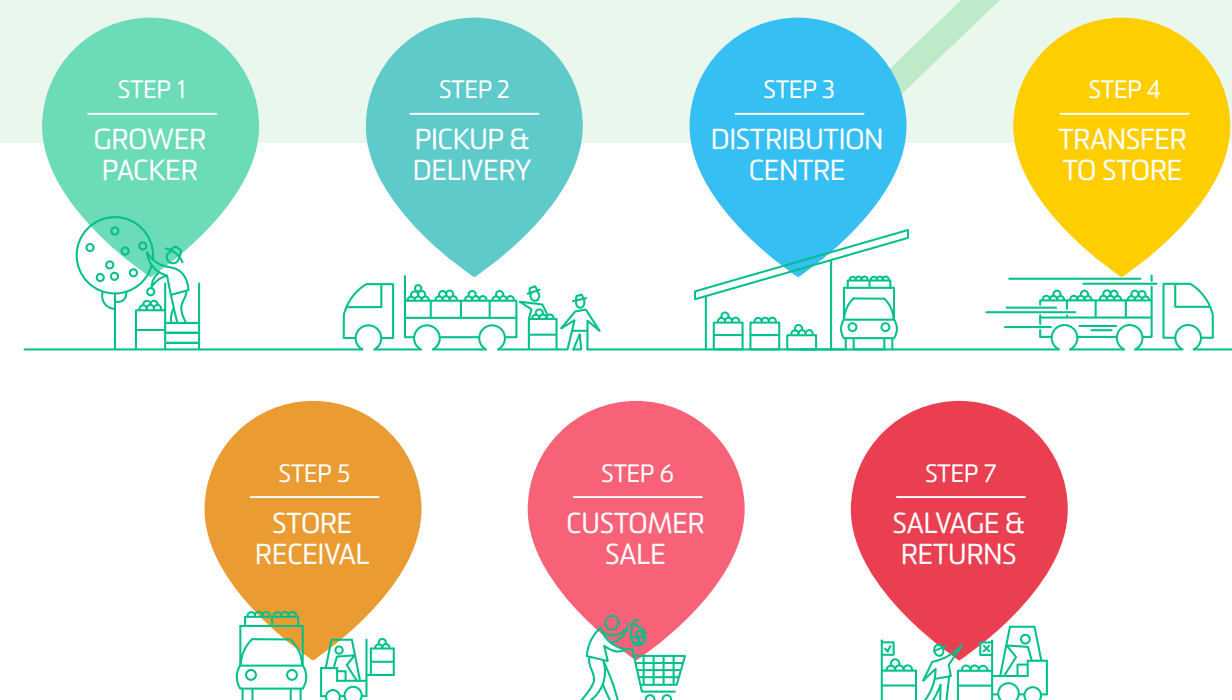 STEP 1
GROWER
PACKER
STEP 2
PICKUP &
DELIVERY
STEP 3
DISTRIBUTION
CENTRE
STEP 4
TRANSFER
TO STORE
STEP 5
STORE
RECEIVAL
STEP 6
CUSTOMER
SALE
STEP 7
SALVAGE &
RETURNS